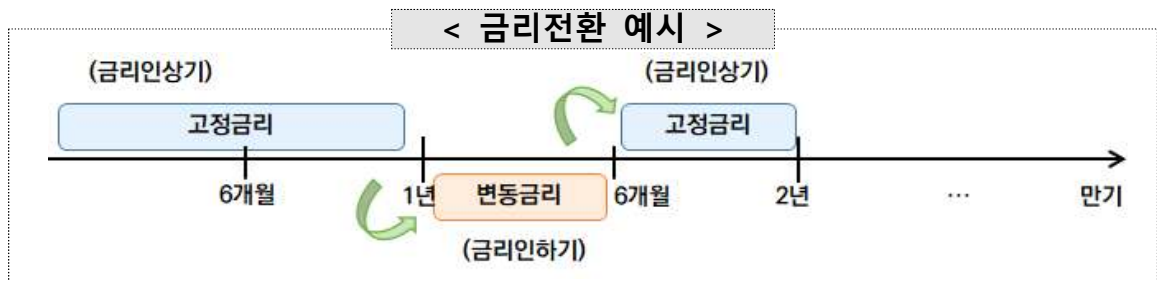 < 금리전환 예시 >
(금리인상기) (금리인상기)
고정금리 고정금리
6개월 1년 변동금리 6개월 2년 … 만기
(금리인하기)